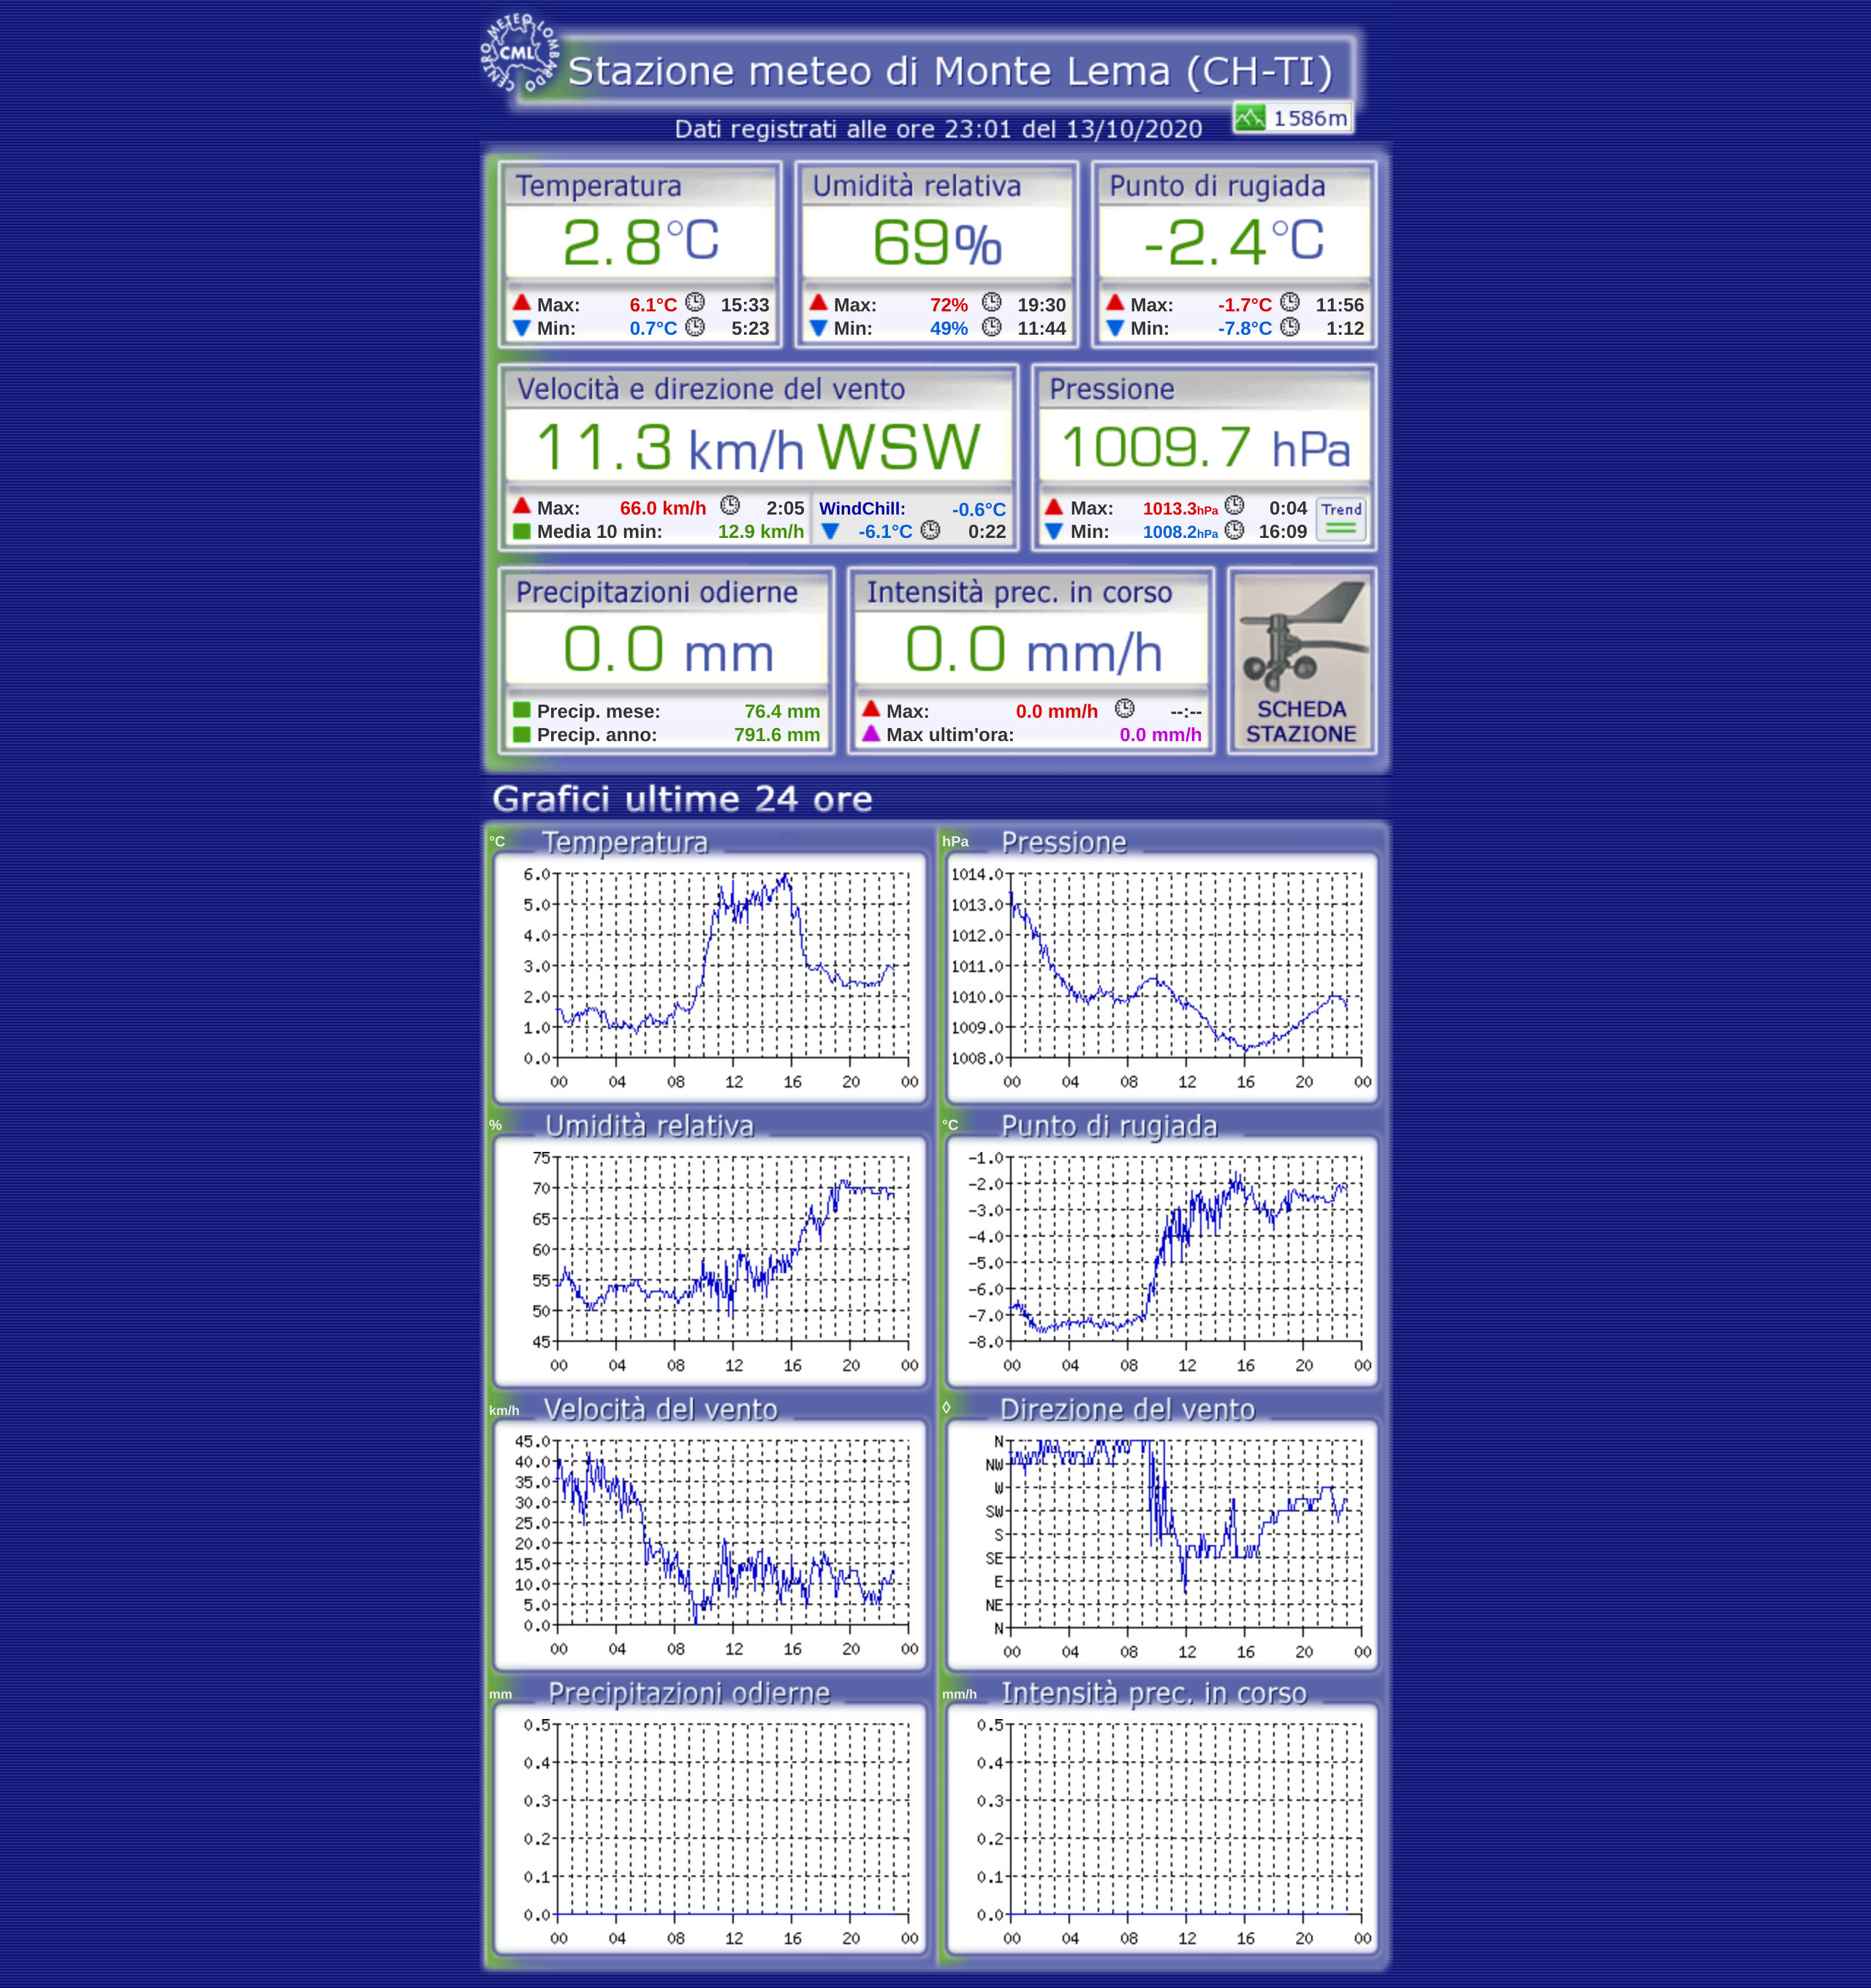 CENTRO METEO LOMBARDO
CML
Stazione meteo di Monte Lema (CH-TI)
1586m
Dati registrati alle ore 23:01 del 13/10/2020
Temperatura
2.8°C
Max: 6.1°C 15:33
Min: 0.7°C 5:23
Umidità relativa
69%
Max: 72% 19:30
Min: 49% 11:44
Punto di rugiada
-2.4°C
Max: -1.7°C 11:56
Min: -7.8°C 1:12
Velocità e direzione del vento
11.3 km/h WSW
Max: 66.0 km/h 2:05
Media 10 min: 12.9 km/h
WindChill: -0.6°C
-6.1°C 0:22
Pressione
1009.7 hPa
Max: 1013.3hPa 0:04
Min: 1008.2hPa 16:09
Trend
Precipitazioni odierne
0.0 mm
Precip. mese: 76.4 mm
Precip. anno: 791.6 mm
Intensità prec. in corso
0.0 mm/h
Max: 0.0 mm/h --:--
Max ultim'ora: 0.0 mm/h
SCHEDA
STAZIONE
Grafici ultime 24 ore
°C Temperatura
6.0
5.0
4.0
3.0
2.0
1.0
0.0
00 04 08 12 16 20 00
hPa Pressione
1014.0
1013.0
1012.0
1011.0
1010.0
1009.0
1008.0
00 04 08 12 16 20 00
% Umidità relativa
75
70
65
60
55
50
45
00 04 08 12 16 20 00
°C Punto di rugiada
-1.0
-2.0
-3.0
-4.0
-5.0
-6.0
-7.0
-8.0
00 04 08 12 16 20 00
km/h Velocità del vento
45.0
40.0
35.0
30.0
25.0
20.0
15.0
10.0
5.0
0.0
00 04 08 12 16 20 00
◊ Direzione del vento
N
NW
W
SW
S
SE
E
NE
N
00 04 08 12 16 20 00
mm Precipitazioni odierne
0.5
0.4
0.3
0.2
0.1
0.0
00 04 08 12 16 20 00
mm/h Intensità prec. in corso
0.5
0.4
0.3
0.2
0.1
0.0
00 04 08 12 16 20 00